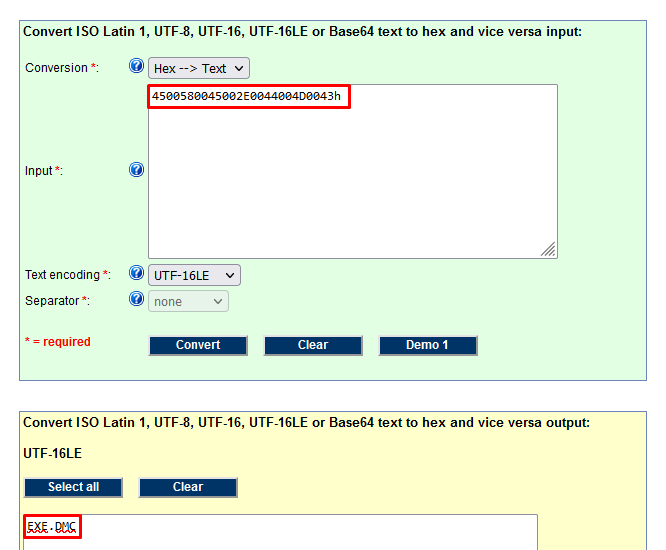 Convert ISO Latin 1, UTF-8, UTF-16, UTF-16LE or Base64 text to hex and vice versa input:
Conversion *: ? Hex --> Text
4500580045002E0044004D0043h
Input *: ?
Text encoding *: ? UTF-16LE
Separator *: ? none
* = required Convert Clear Demo 1
Convert ISO Latin 1, UTF-8, UTF-16, UTF-16LE or Base64 text to hex and vice versa output:
UTF-16LE
Select all Clear
EXE.DMC